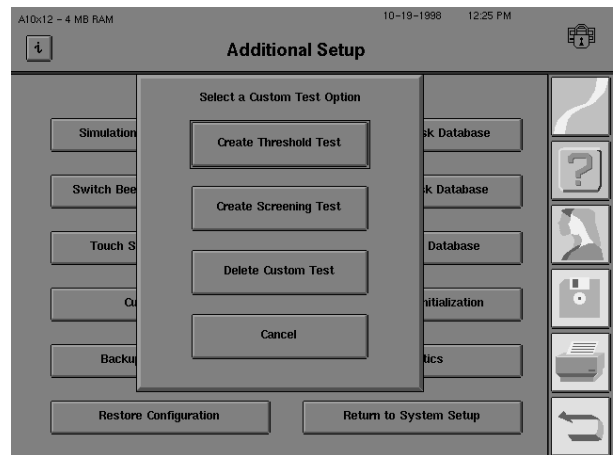 A10x12 - 4 MB RAM
10-19-1998 12:25 PM
i
Additional Setup
Select a Custom Test Option
Create Threshold Test
Create Screening Test
Delete Custom Test
Cancel
Simulation
sk Database
Switch Bee
sk Database
Touch S
Database
Cu
nitialization
Backup
tics
Restore Configuration
Return to System Setup
?